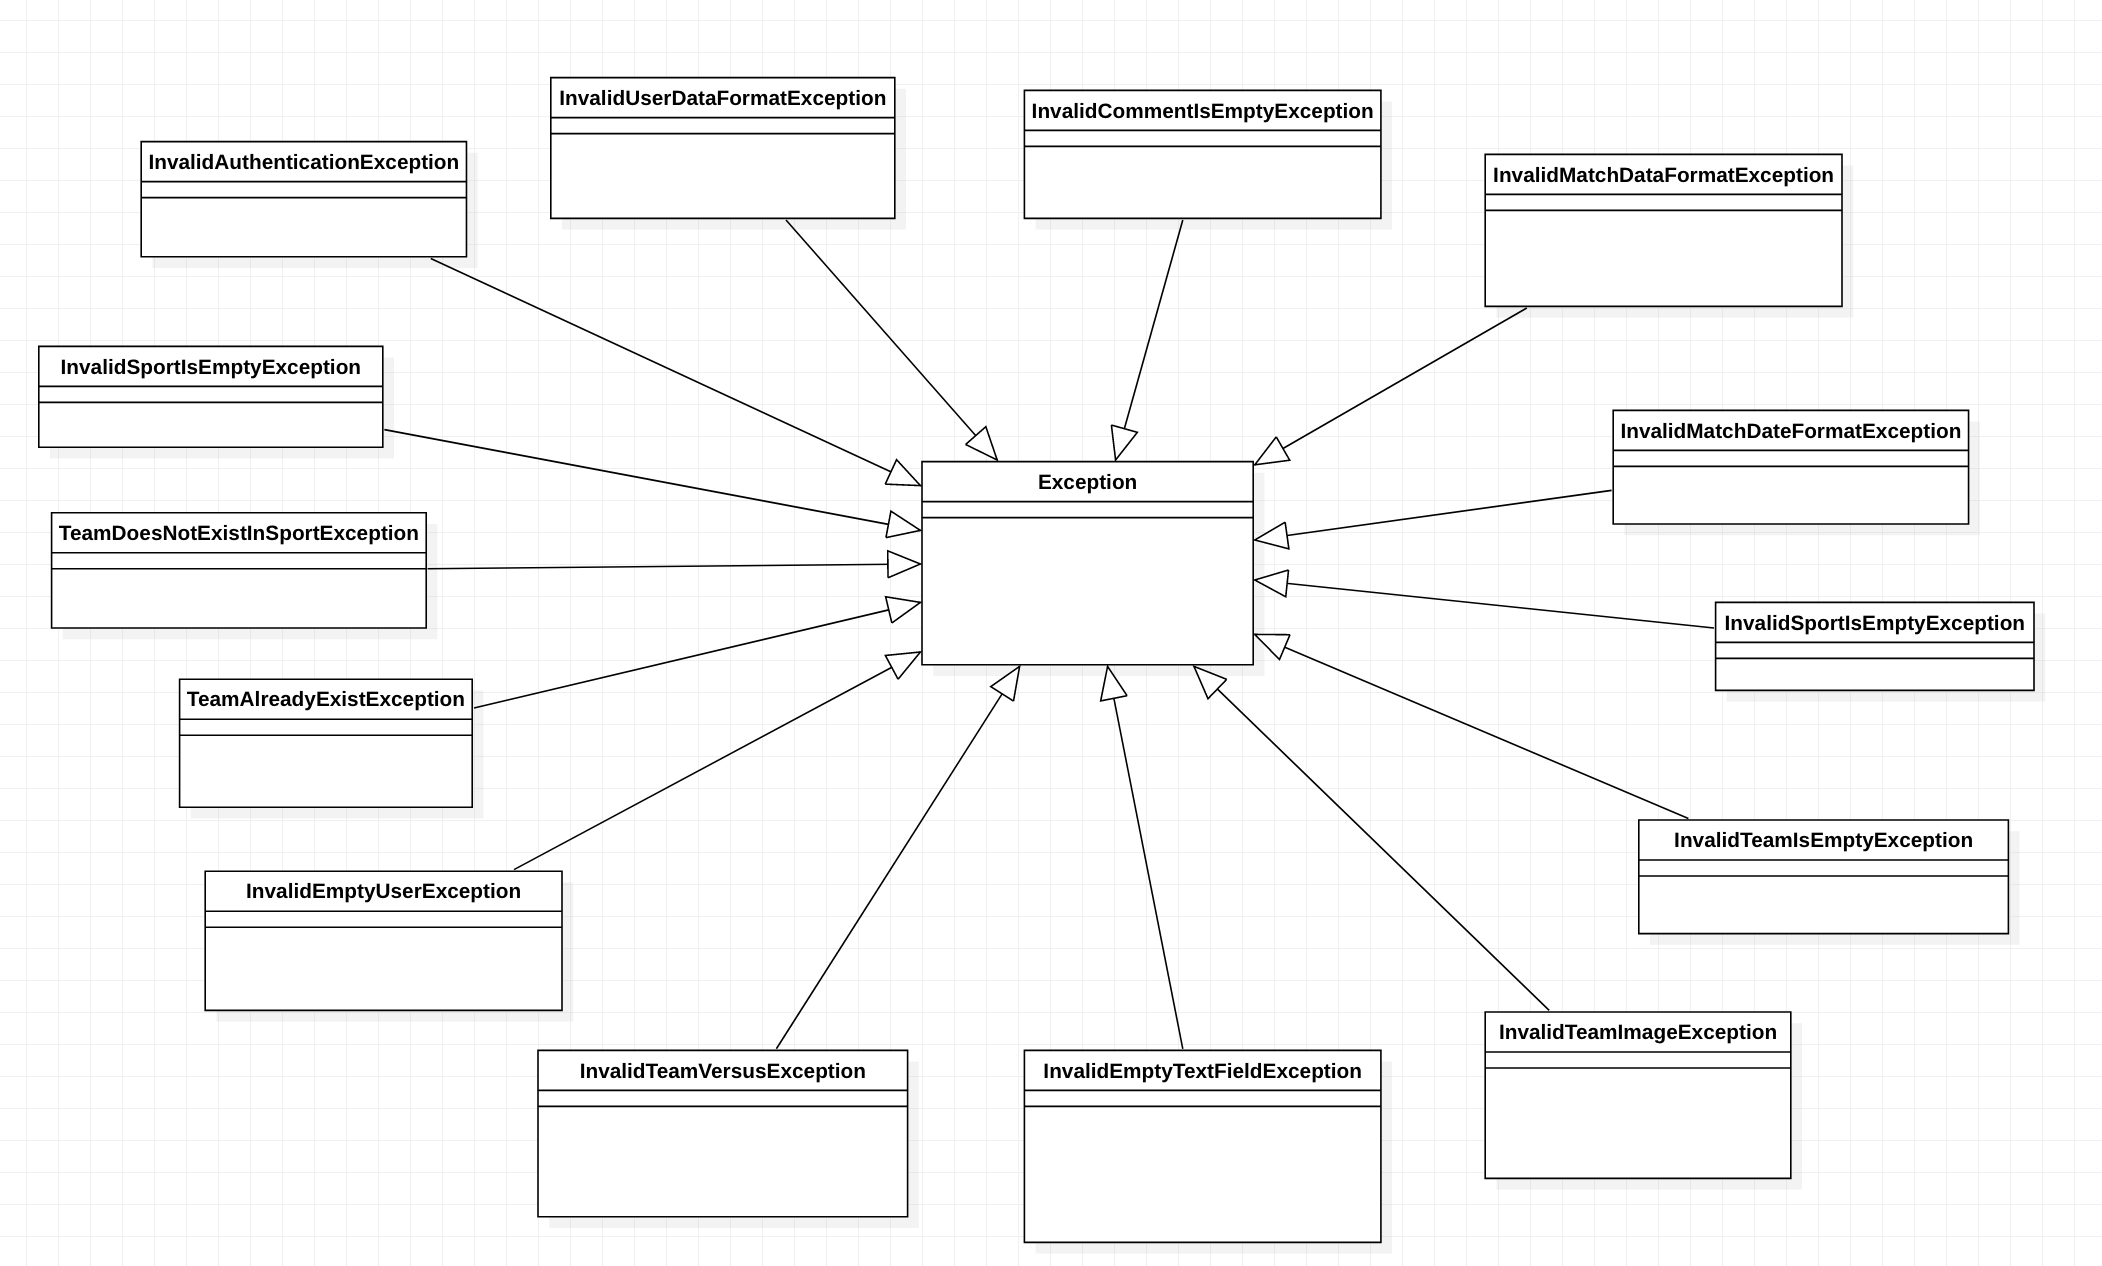 InvalidUserDataFormatException
InvalidCommentIsEmptyException
InvalidAuthenticationException
InvalidMatchDataFormatException
InvalidSportIsEmptyException
InvalidMatchDateFormatException
Exception
TeamDoesNotExistInSportException
InvalidSportIsEmptyException
TeamAlreadyExistException
InvalidTeamIsEmptyException
InvalidEmptyUserException
InvalidTeamImageException
InvalidTeamVersusException
InvalidEmptyTextFieldException